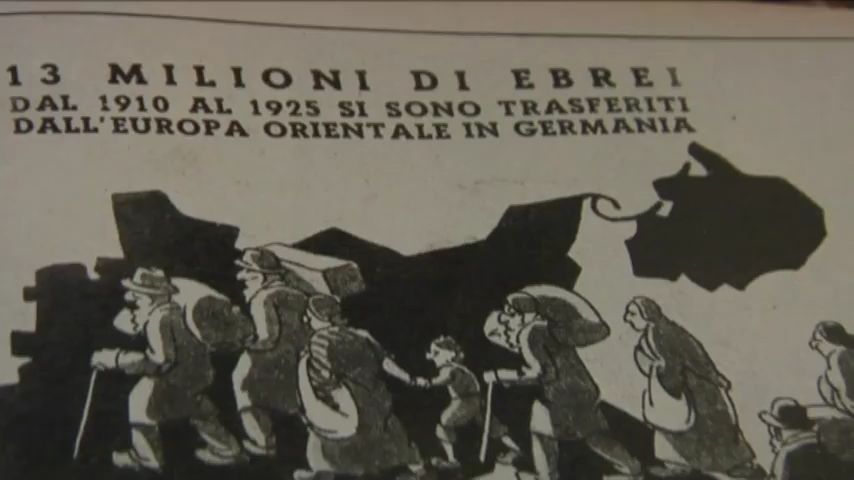 13 MILIONI DI EBREI
DAL 1910 AL 1925 SI SONO TRASFERITI
DALL'EUROPA ORIENTALE IN GERMANIA